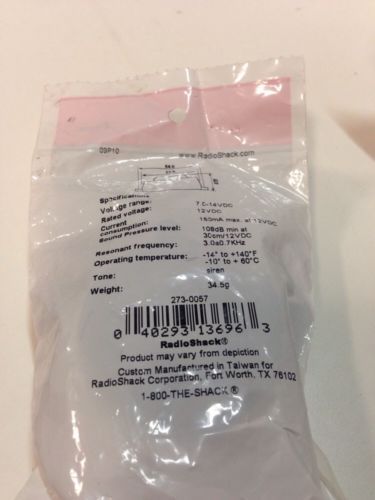 09P10
www.RadioShack.com
Specifications
Voltage range: 7.0-14VDC
Rated voltage: 12VDC
Current consumption: 150mA max. at 12VDC
Sound Pressure level: 108dB min at 30cm/12VDC
Resonant frequency: 3.0±0.7KHz
Operating temperature: -14° to +140°F
-10° to + 60°C
Tone: siren
Weight: 34.5g
273-0057
0 40293 13696 3
RadioShack®
Product may vary from depiction
Custom Manufactured in Taiwan for
RadioShack Corporation, Fort Worth, TX 76102
1-800-THE-SHACK®